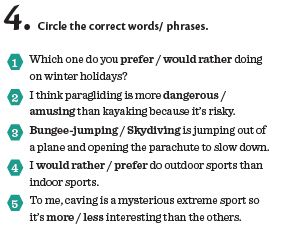 4. Circle the correct words/ phrases.
1 Which one do you prefer / would rather doing
on winter holidays?
2 I think paragliding is more dangerous /
amusing than kayaking because it's risky.
3 Bungee-jumping / Skydiving is jumping out of
a plane and opening the parachute to slow down.
4 I would rather / prefer do outdoor sports than
indoor sports.
5 To me, caving is a mysterious extreme sport so
it's more / less interesting than the others.